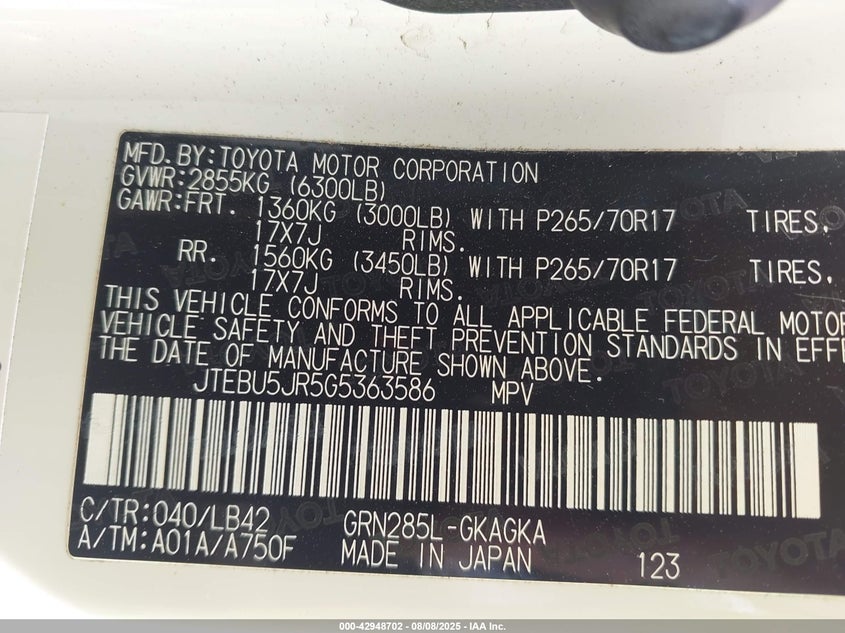 MFD.BY:TOYOTA MOTOR CORPORATION
GVWR:2855KG (6300LB)
GAWR:FRT. 1360KG (3000LB) WITH P265/70R17 TIRES,
17X7J RIMS.
RR. 1560KG (3450LB) WITH P265/70R17 TIRES,
17X7J RIMS.
THIS VEHICLE CONFORMS TO ALL APPLICABLE FEDERAL MOTOR
VEHICLE SAFETY AND THEFT PREVENTION STANDARDS IN EFFE
THE DATE OF MANUFACTURE SHOWN ABOVE.
JTEBU5JR5G5363586 MPV
C/TR:040/LB42 GRN285L-GKAGKA
A/TM:A01A/A750F MADE IN JAPAN 123
000-42948702 - 08/08/2025 - IAA Inc.